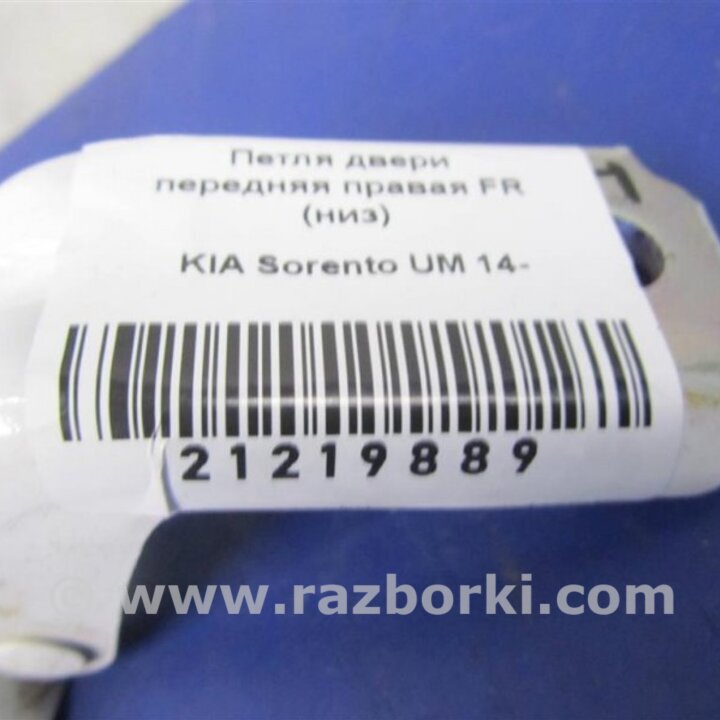 Петля двери
передняя правая FR
(низ)
KIA Sorento UM 14-
21219889
© www.razborki.com